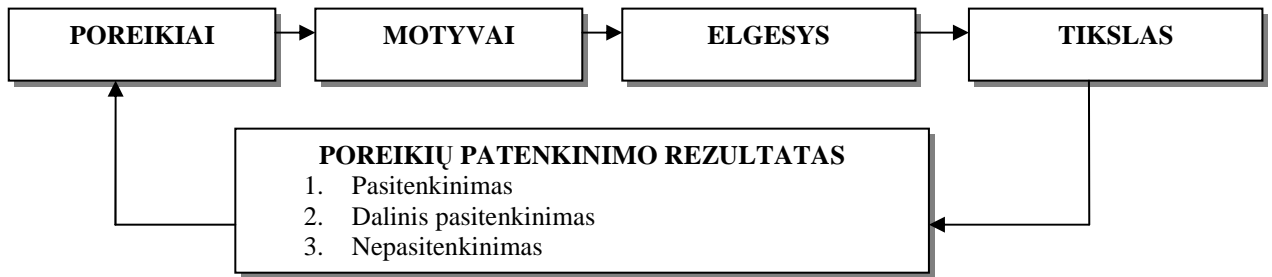 POREIKIAI
MOTYVAI
ELGESYS
TIKSLAS
POREIKIŲ PATENKINIMO REZULTATAS
1. Pasitenkinimas
2. Dalinis pasitenkinimas
3. Nepasitenkinimas